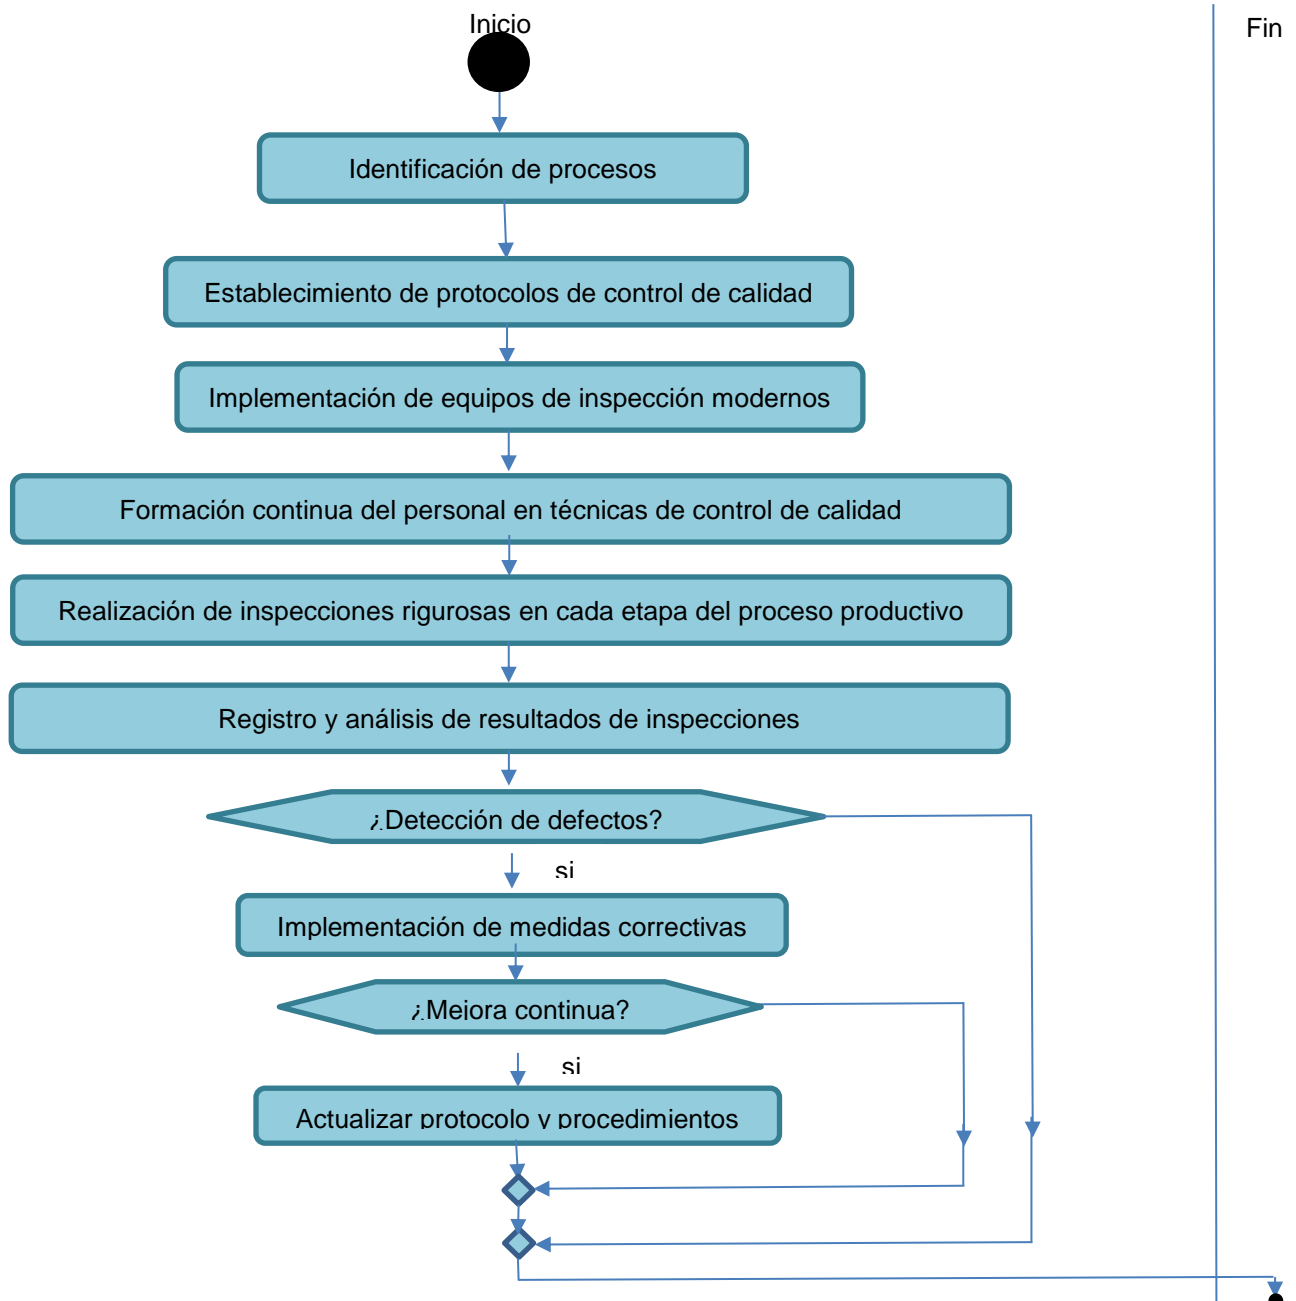 Inicio
Fin
Identificación de procesos
Establecimiento de protocolos de control de calidad
Implementación de equipos de inspección modernos
Formación continua del personal en técnicas de control de calidad
Realización de inspecciones rigurosas en cada etapa del proceso productivo
Registro y análisis de resultados de inspecciones
¿Detección de defectos?
si
Implementación de medidas correctivas
¿Mejora continua?
si
Actualizar protocolo y procedimientos